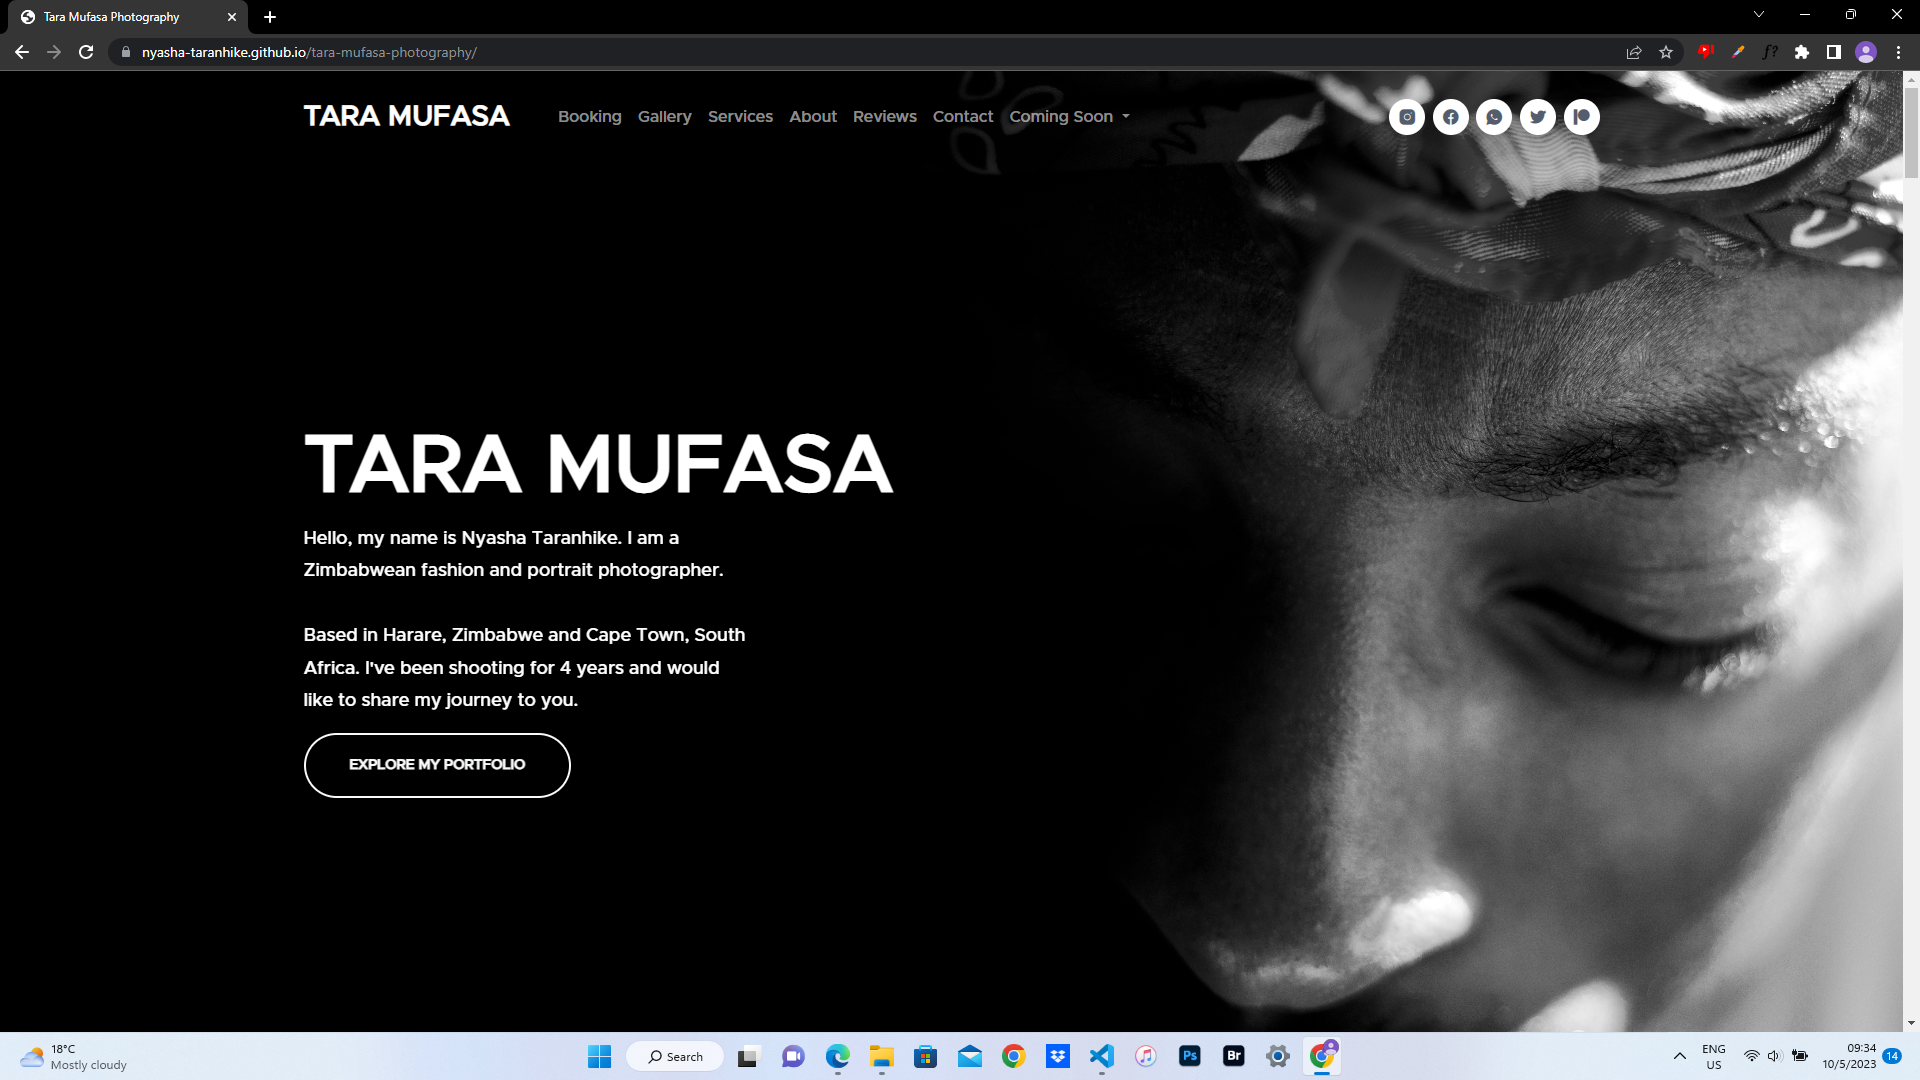 Tara Mufasa Photography
nyasha-taranhike.github.io/tara-mufasa-photography/
f?
TARA MUFASA
Booking Gallery Services About Reviews Contact Coming Soon
TARA MUFASA
Hello, my name is Nyasha Taranhike. I am a
Zimbabwean fashion and portrait photographer.
Based in Harare, Zimbabwe and Cape Town, South
Africa. I've been shooting for 4 years and would
like to share my journey to you.
EXPLORE MY PORTFOLIO
18°C
Mostly cloudy
Search
Ps
Br
ENG
US
09:34
10/5/2023
14